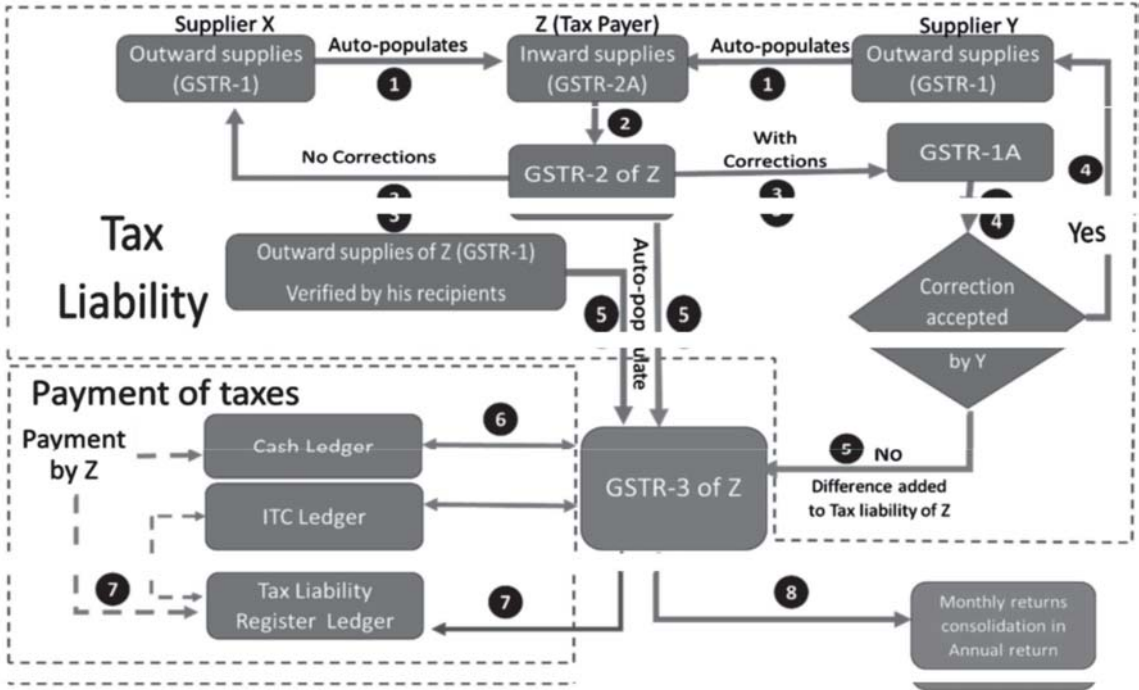 Supplier X
Z (Tax Payer)
Supplier Y
Outward supplies
(GSTR-1)
Auto-populates
1
Inward supplies
(GSTR-2A)
Auto-populates
1
Outward supplies
(GSTR-1)
2
No Corrections
3
GSTR-2 of Z
With
Corrections
3
GSTR-1A
4
4
Yes
Tax
Liability
Outward supplies of Z (GSTR-1)
Verified by his recipients
5
Auto-populate
5
Correction
accepted
by Y
Payment of taxes
Payment
by Z
Cash Ledger
6
ITC Ledger
GSTR-3 of Z
5
No
Difference added
to Tax liability of Z
7
Tax Liability
Register Ledger
7
8
Monthly returns
consolidation in
Annual return